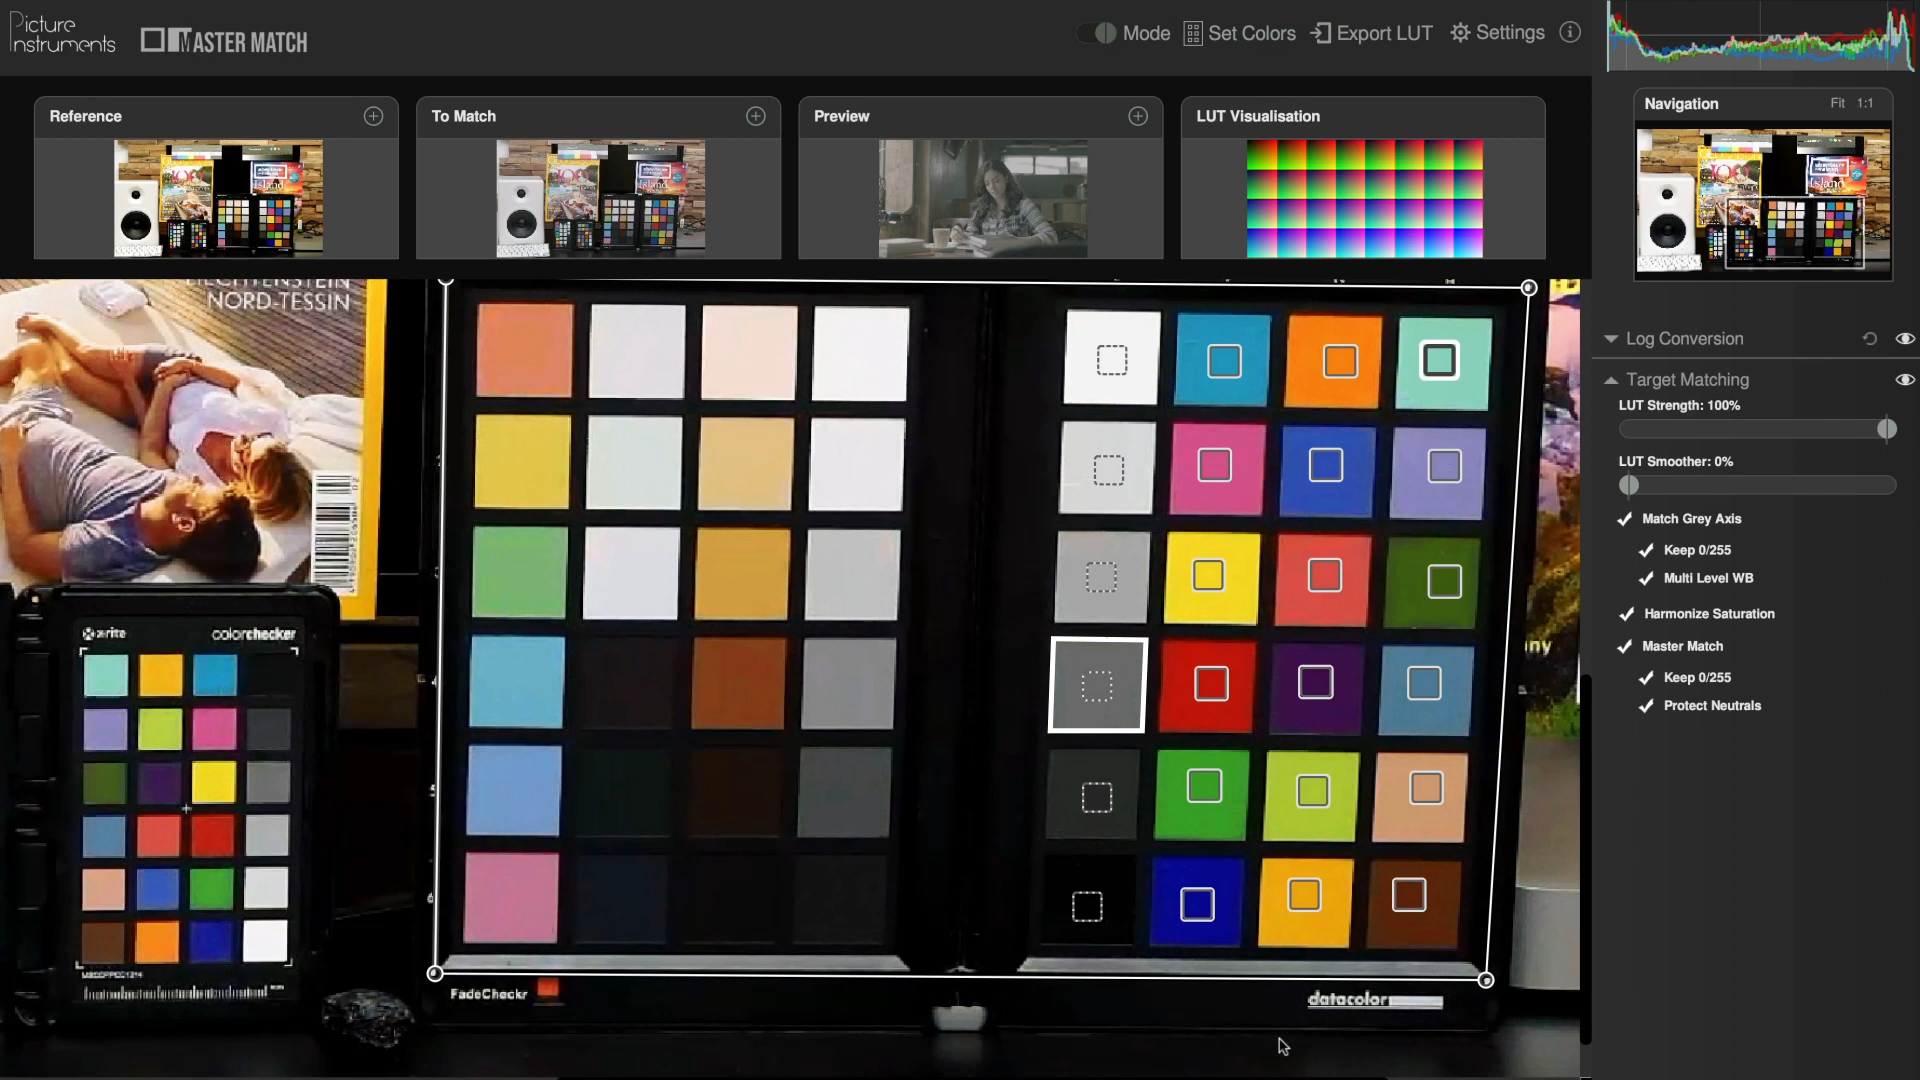 Picture
Instruments
MASTER MATCH
Mode
Set Colors
Export LUT
Settings
Reference
To Match
Preview
LUT Visualisation
Navigation
Fit
1:1
LIECHTENSTEIN
NORD-TESSIN
Log Conversion
Target Matching
LUT Strength: 100%
LUT Smoother: 0%
Match Grey Axis
Keep 0/255
Multi Level WB
Harmonize Saturation
Master Match
Keep 0/255
Protect Neutrals
x-rite
colorchecker
FadeCheckr
datacolor